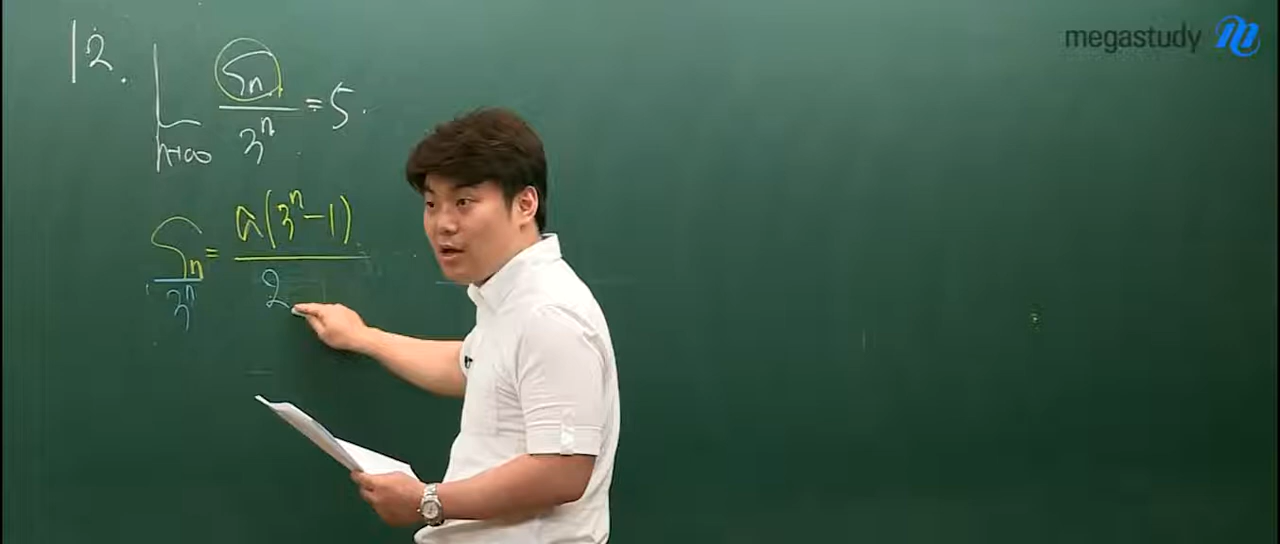 megastudy
12.
L Sn/3ⁿ = 5.
n→∞
Sn/3ⁿ = a(3ⁿ-1)/2